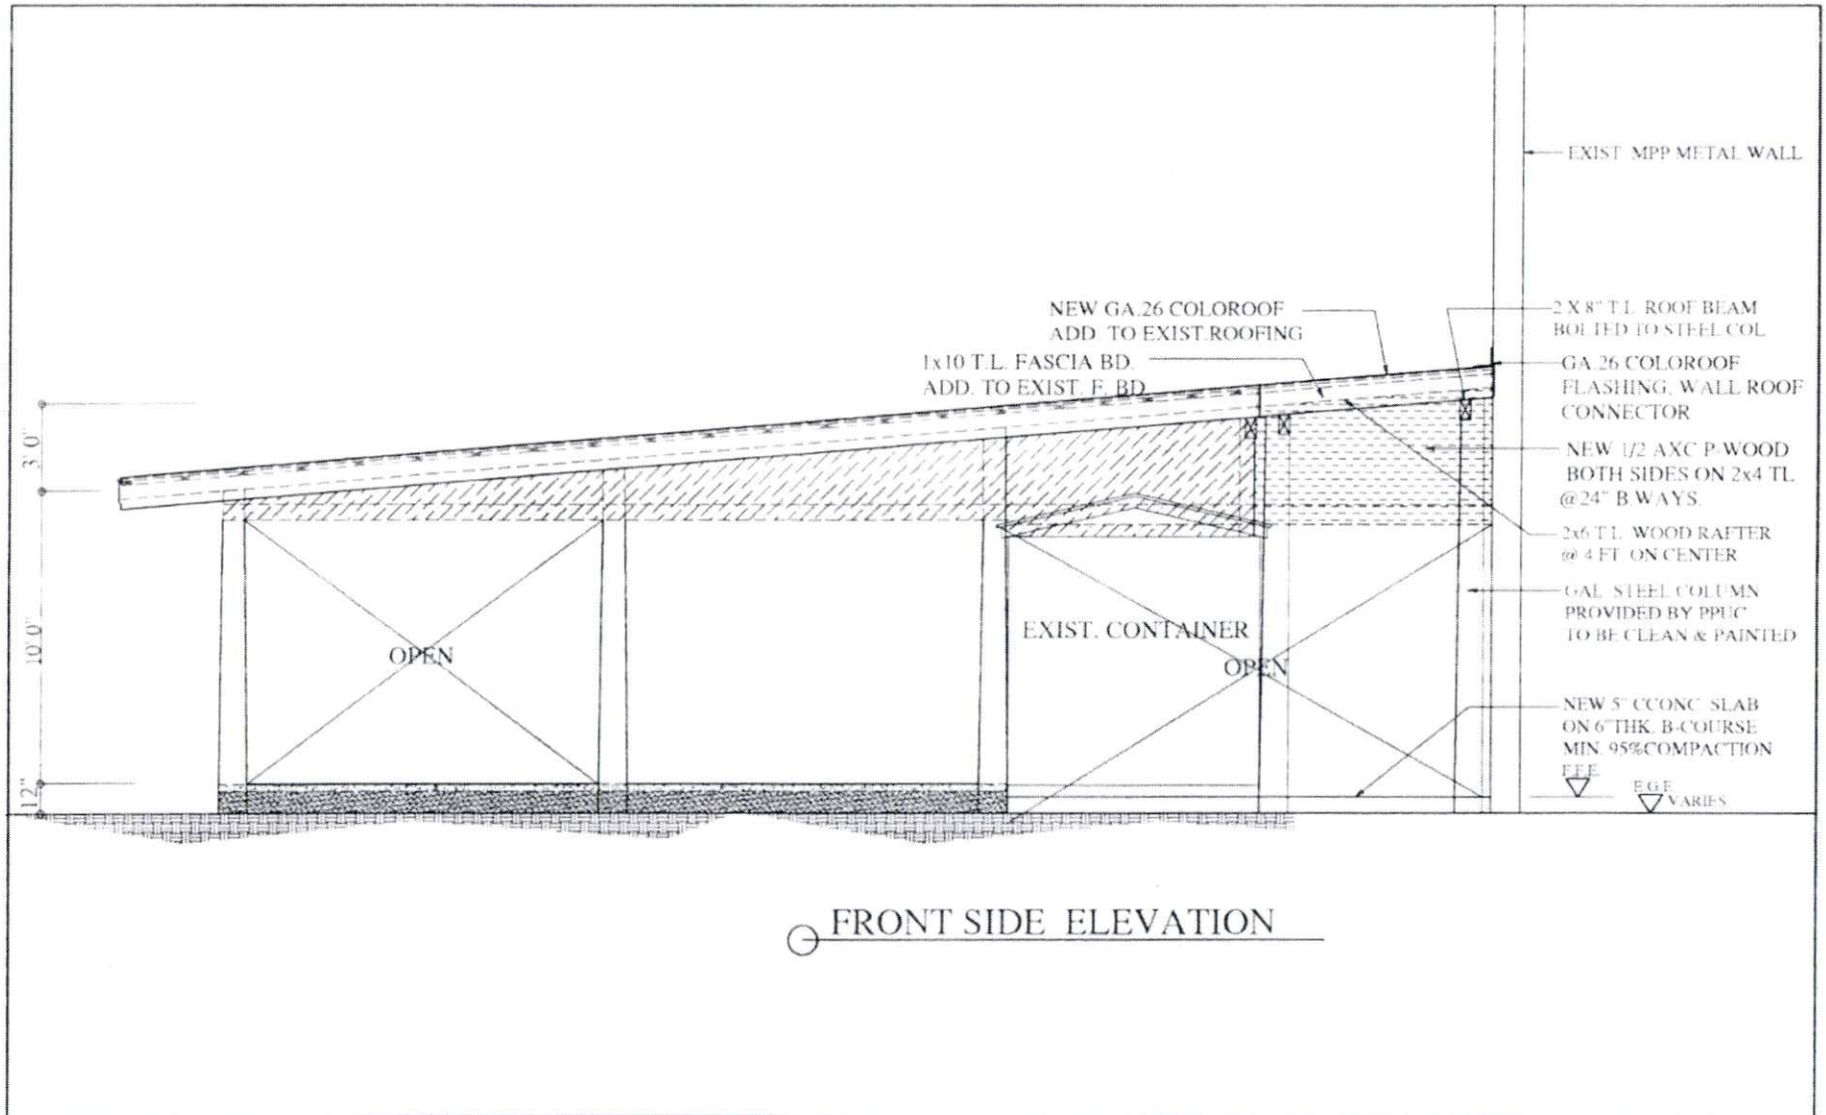 EXIST MPP METAL WALL
NEW GA.26 COLOROOF
ADD TO EXIST.ROOFING
1x10 T.L. FASCIA BD.
ADD. TO EXIST. F. BD
2 X 8" T.L. ROOF BEAM
BOLTED TO STEEL COL
GA.26 COLOROOF
FLASHING, WALL ROOF
CONNECTOR
NEW 1/2 AXC P-WOOD
BOTH SIDES ON 2x4 TL
@24" B.WAYS.
2x6 T.L. WOOD RAFTER
@ 4 FT. ON CENTER
GAL STEEL COLUMN
PROVIDED BY PPUC
TO BE CLEAN & PAINTED
3' 0"
10' 0"
12"
OPEN
EXIST. CONTAINER
OPEN
NEW 5" CCONC SLAB
ON 6"THK. B-COURSE
MIN. 95%COMPACTION
F.F.E.
E.G.E
VARIES
FRONT SIDE ELEVATION